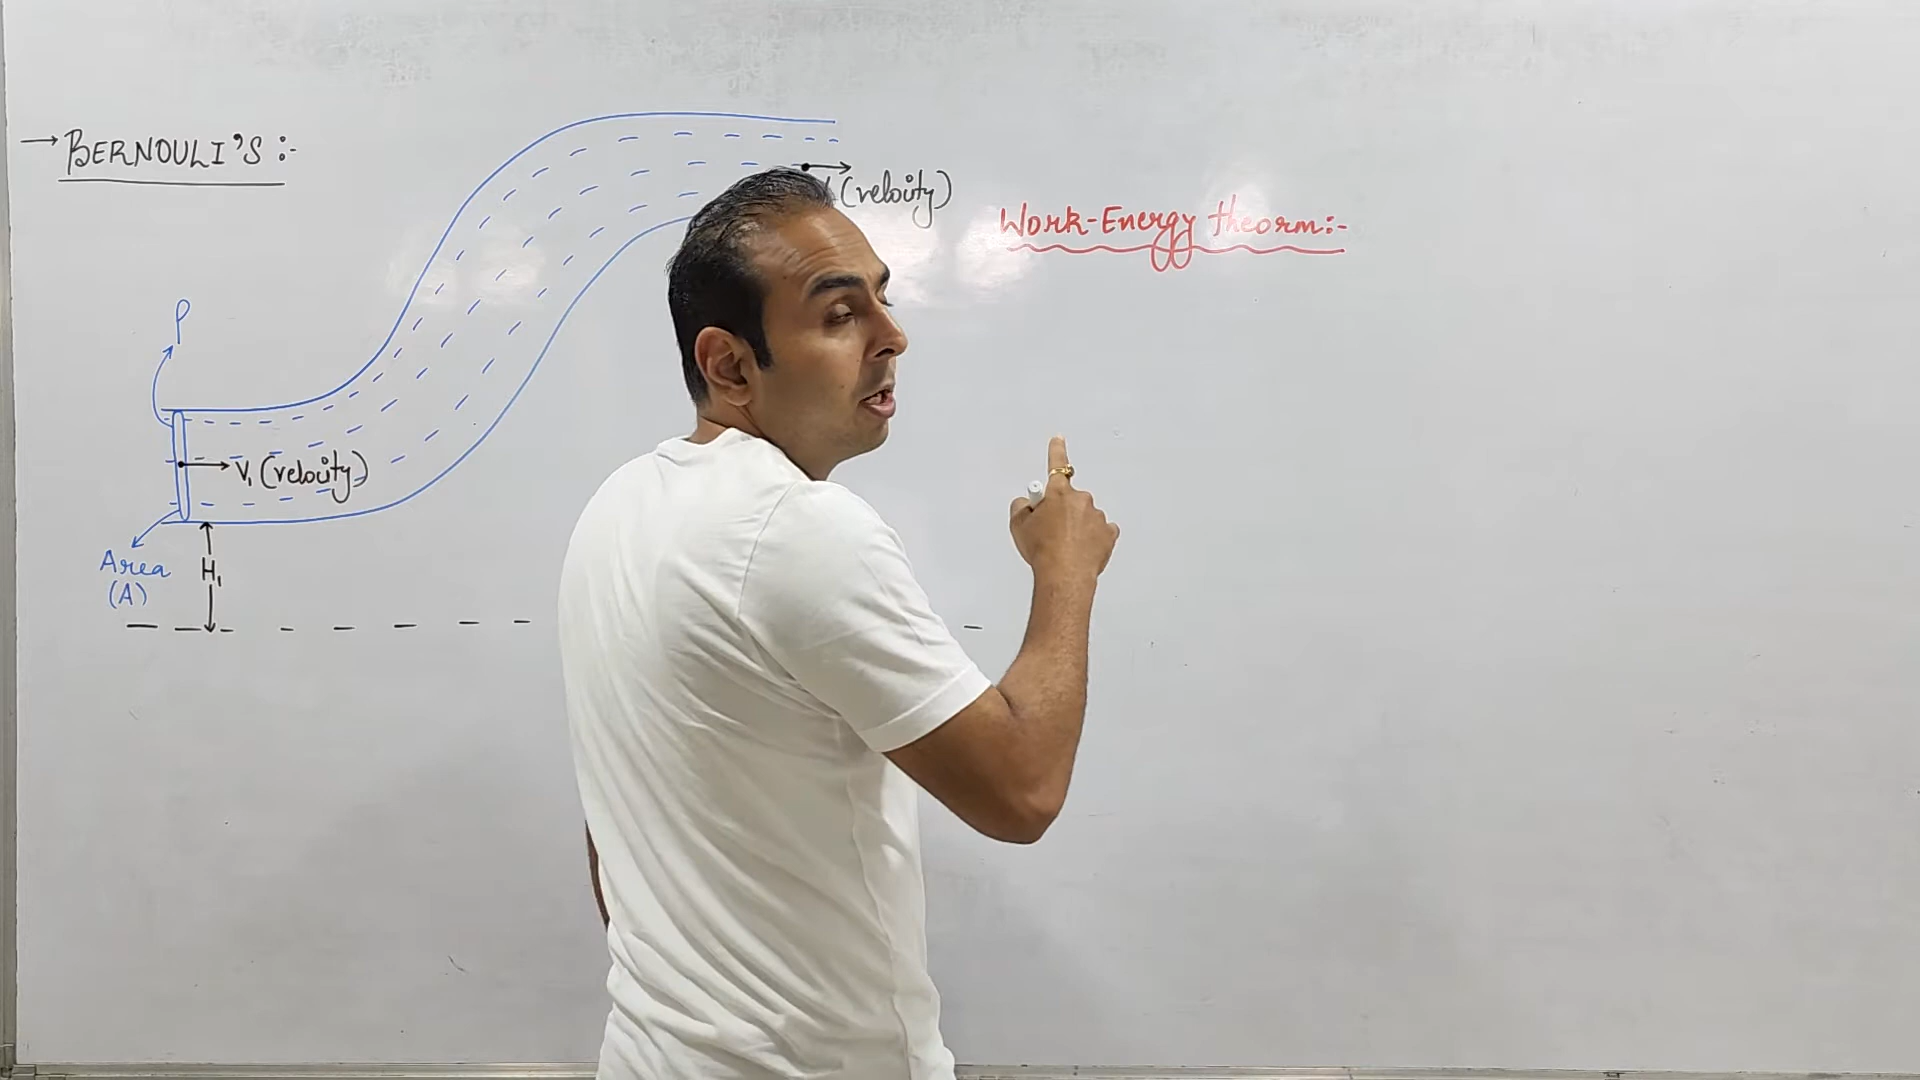 → BERNOULI'S :-
(velocity)
Work-Energy theorm:-
P
V₁ (velocity)
Area
(A)
H₁